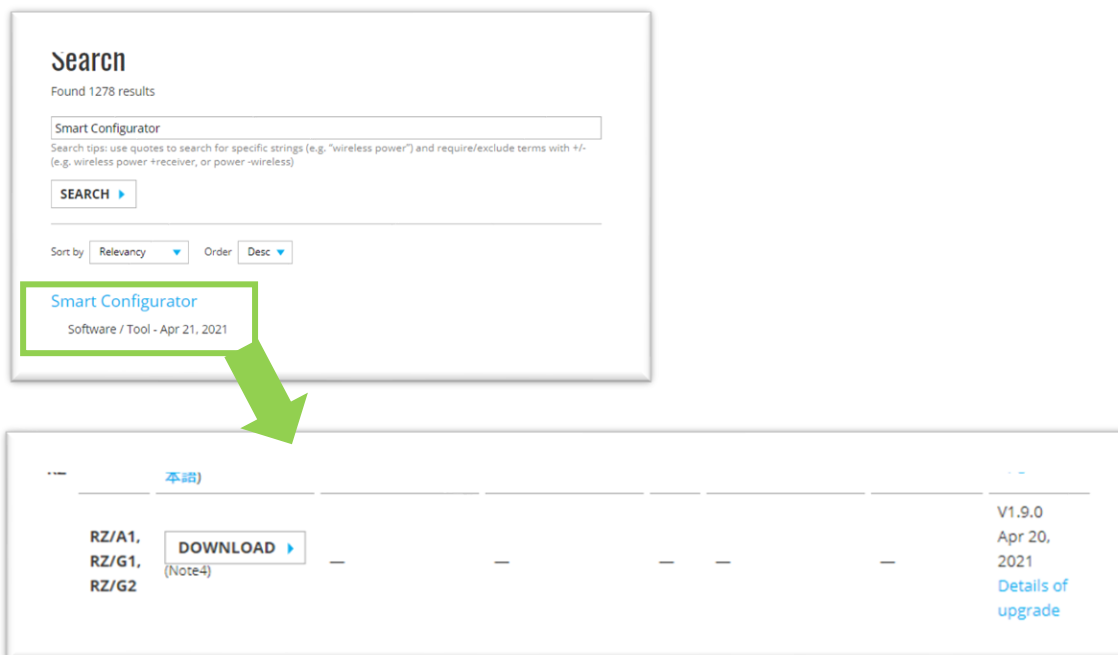 Search
Found 1278 results
Smart Configurator
Search tips: use quotes to search for specific strings (e.g. "wireless power") and require/exclude terms with +/-
(e.g. wireless power +receiver, or power -wireless)
SEARCH
Sort by Relevancy Order Desc
Smart Configurator
Software / Tool - Apr 21, 2021
本語)
RZ/A1,
RZ/G1,
RZ/G2
DOWNLOAD
(Note4)
— — — — —
V1.9.0
Apr 20,
2021
Details of
upgrade